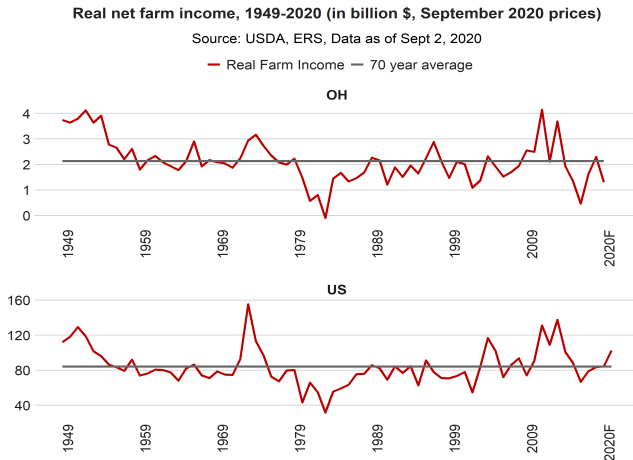 Real net farm income, 1949-2020 (in billion $, September 2020 prices)
Source: USDA, ERS, Data as of Sept 2, 2020
Real Farm Income 70 year average
OH
4
3
2
1
0
1949 1959 1969 1979 1989 1999 2009 2020F
US
160
120
80
40
1949 1959 1969 1979 1989 1999 2009 2020F